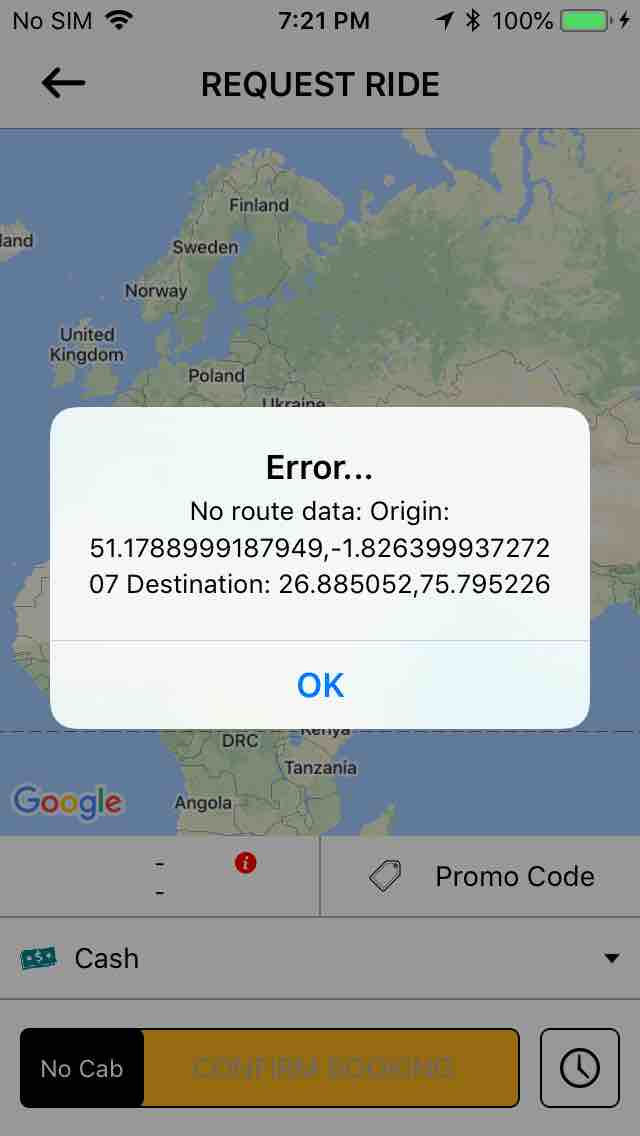 No SIM 7:21 PM 100%
REQUEST RIDE
Finland
land
Sweden
Norway
United
Kingdom
Poland
Ukraine
Error...
No route data: Origin:
51.1788999187949,-1.826399937272
07 Destination: 26.885052,75.795226
OK
Kenya
DRC
Tanzania
Angola
Google
-
i
-
Promo Code
Cash
No Cab
CONFIRM BOOKING